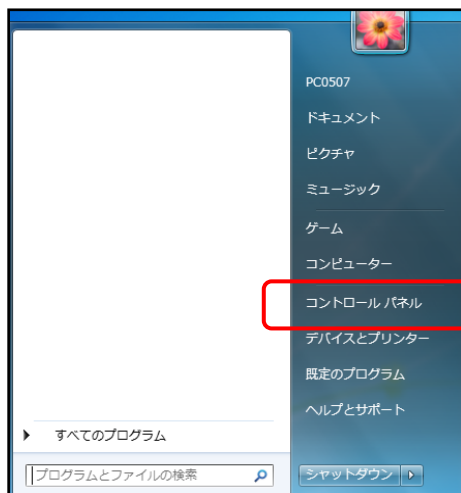 PC0507
ドキュメント
ピクチャ
ミュージック
ゲーム
コンピューター
コントロール パネル
デバイスとプリンター
既定のプログラム
ヘルプとサポート
すべてのプログラム
プログラムとファイルの検索
シャットダウン